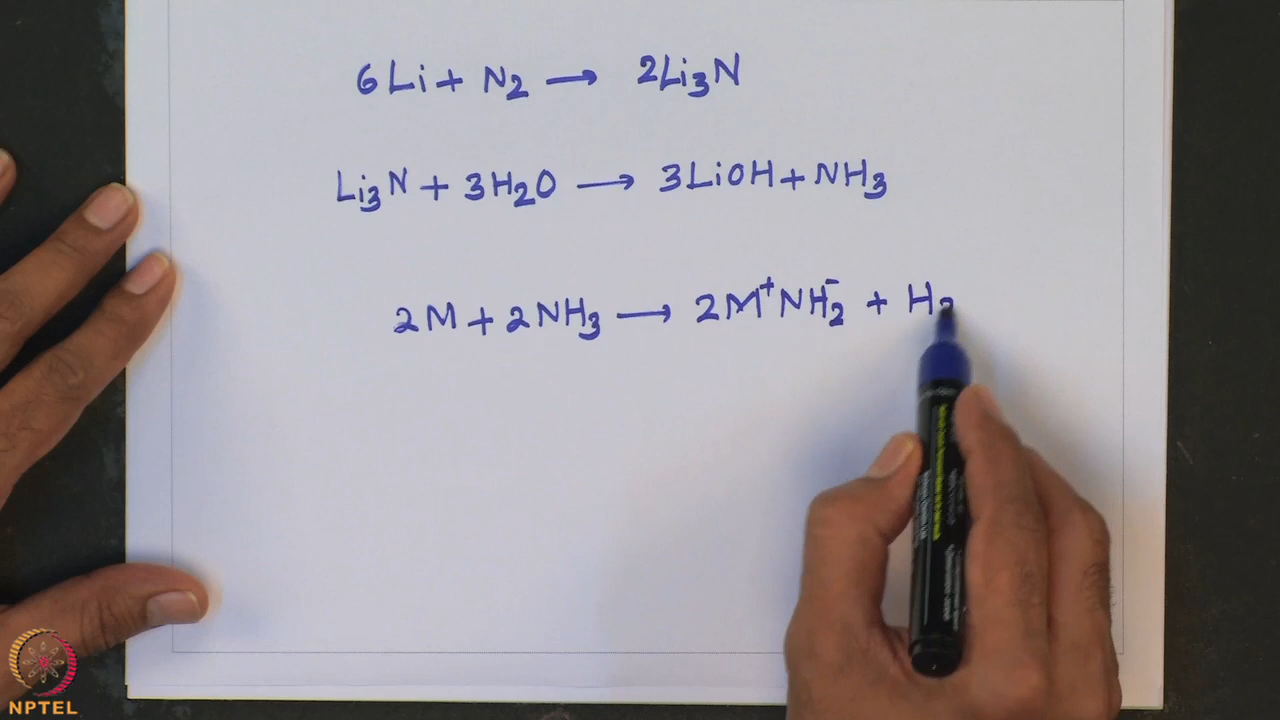 6Li + N₂ → 2Li₃N
Li₃N + 3H₂O → 3LiOH + NH₃
2M + 2NH₃ → 2M⁺NH₂⁻ + H₂
NPTEL